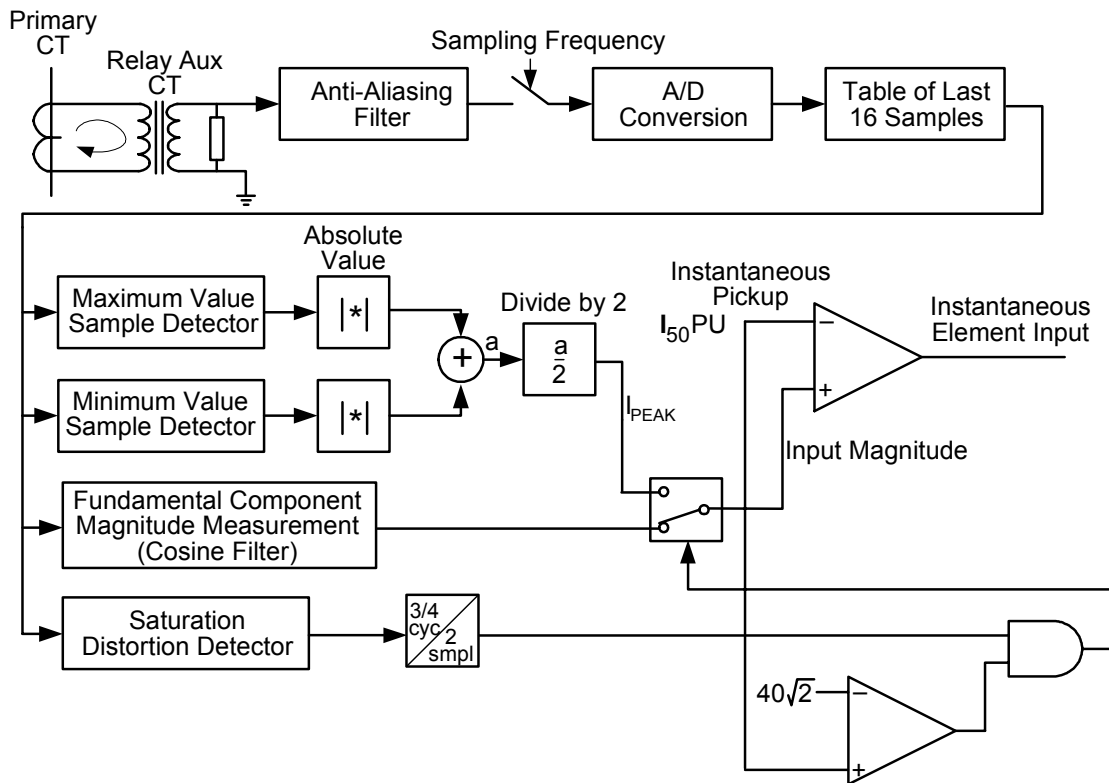 Primary
CT
Relay Aux
CT
Sampling Frequency
Anti-Aliasing
Filter
A/D
Conversion
Table of Last
16 Samples
Absolute
Value
Maximum Value
Sample Detector
|*|
Minimum Value
Sample Detector
|*|
+
a
Divide by 2
a
2
I_PEAK
Instantaneous
Pickup
I₅₀PU
−
+
Instantaneous
Element Input
Input Magnitude
Fundamental Component
Magnitude Measurement
(Cosine Filter)
Saturation
Distortion Detector
3/4
cyc
2
smpl
40√2
−
+